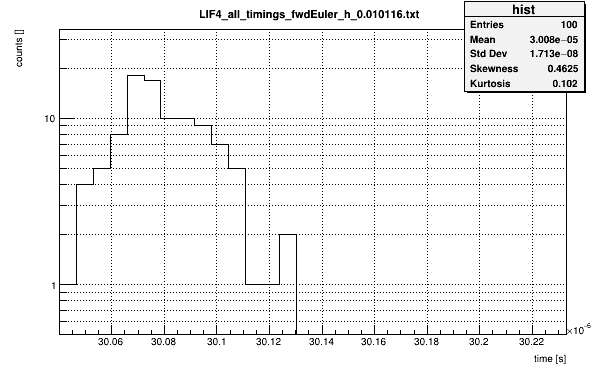 LIF4_all_timings_fwdEuler_h_0.010116.txt
hist
Entries 100
Mean 3.008e−05
Std Dev 1.713e−08
Skewness 0.4625
Kurtosis 0.102
counts []
10
1
30.06 30.08 30.1 30.12 30.14 30.16 30.18 30.2 30.22
×10−6
time [s]